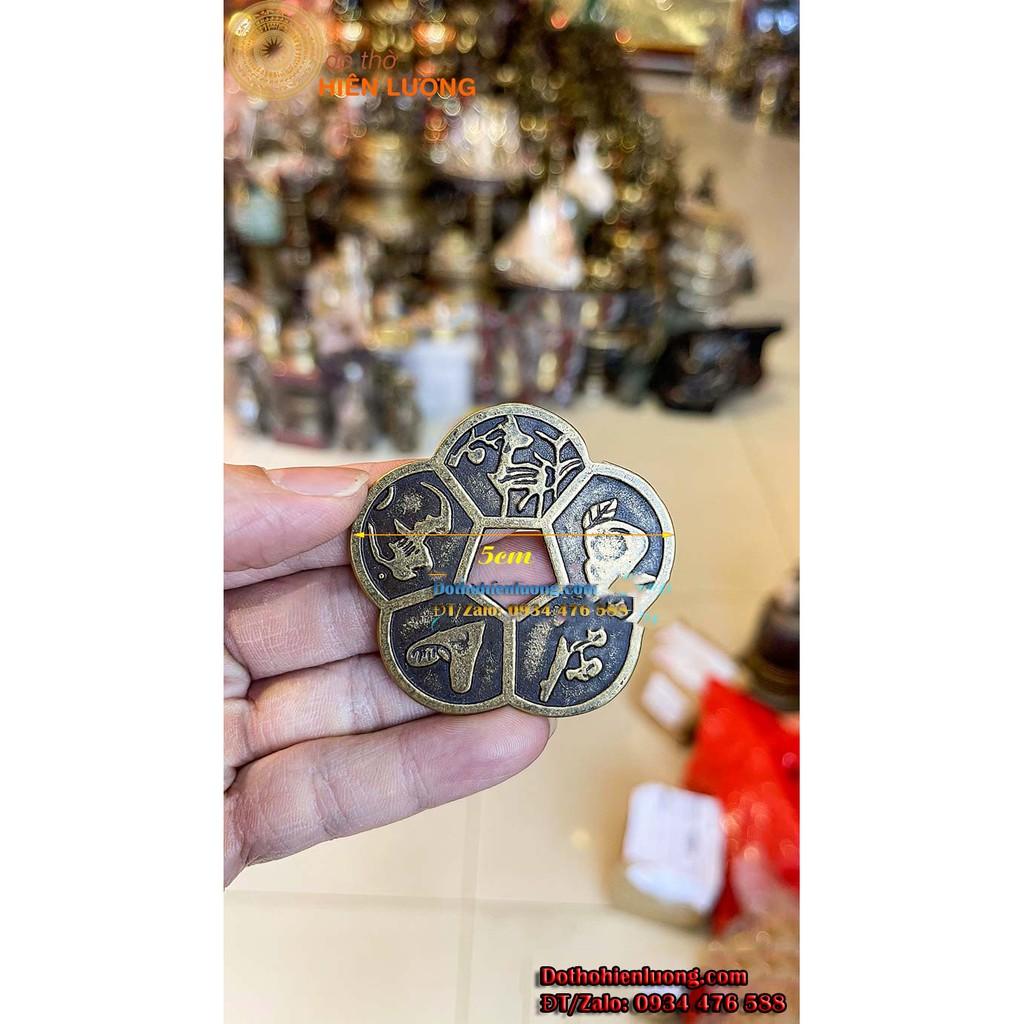 HIỀN LƯỢNG
5cm
Dothohienluong.com
ĐT/Zalo: 0934 476 588
Dothohienluong.com
ĐT/Zalo: 0934 476 588